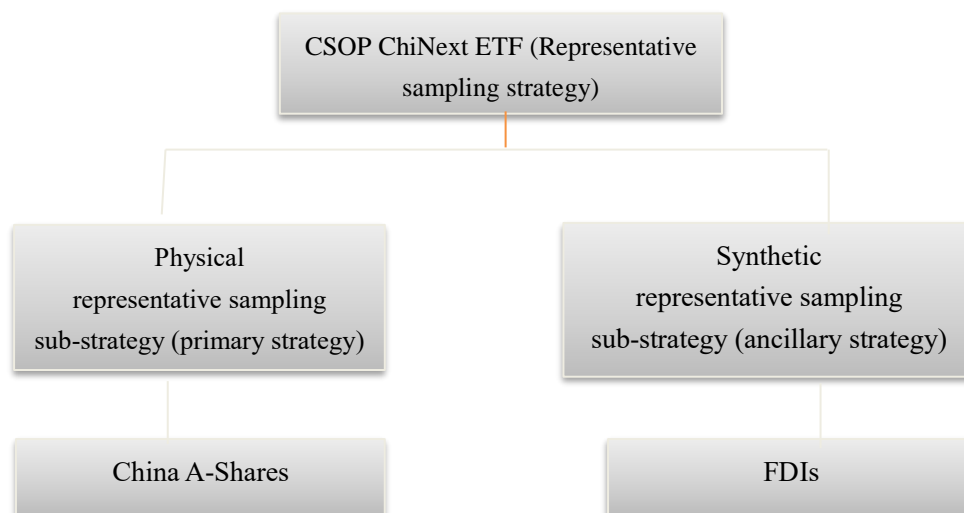 CSOP ChiNext ETF (Representative
sampling strategy)
Physical
representative sampling
sub-strategy (primary strategy)
Synthetic
representative sampling
sub-strategy (ancillary strategy)
China A-Shares
FDIs